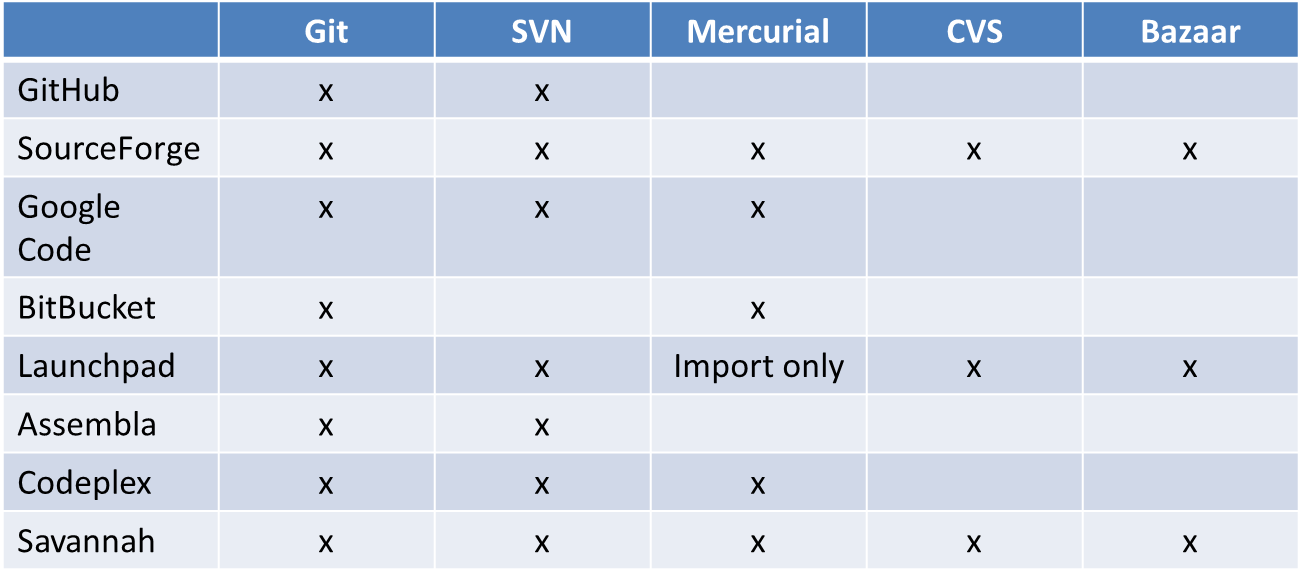 Git SVN Mercurial CVS Bazaar
GitHub x x
SourceForge x x x x x
Google x x x
Code
BitBucket x x
Launchpad x x Import only x x
Assembla x x
Codeplex x x x
Savannah x x x x x